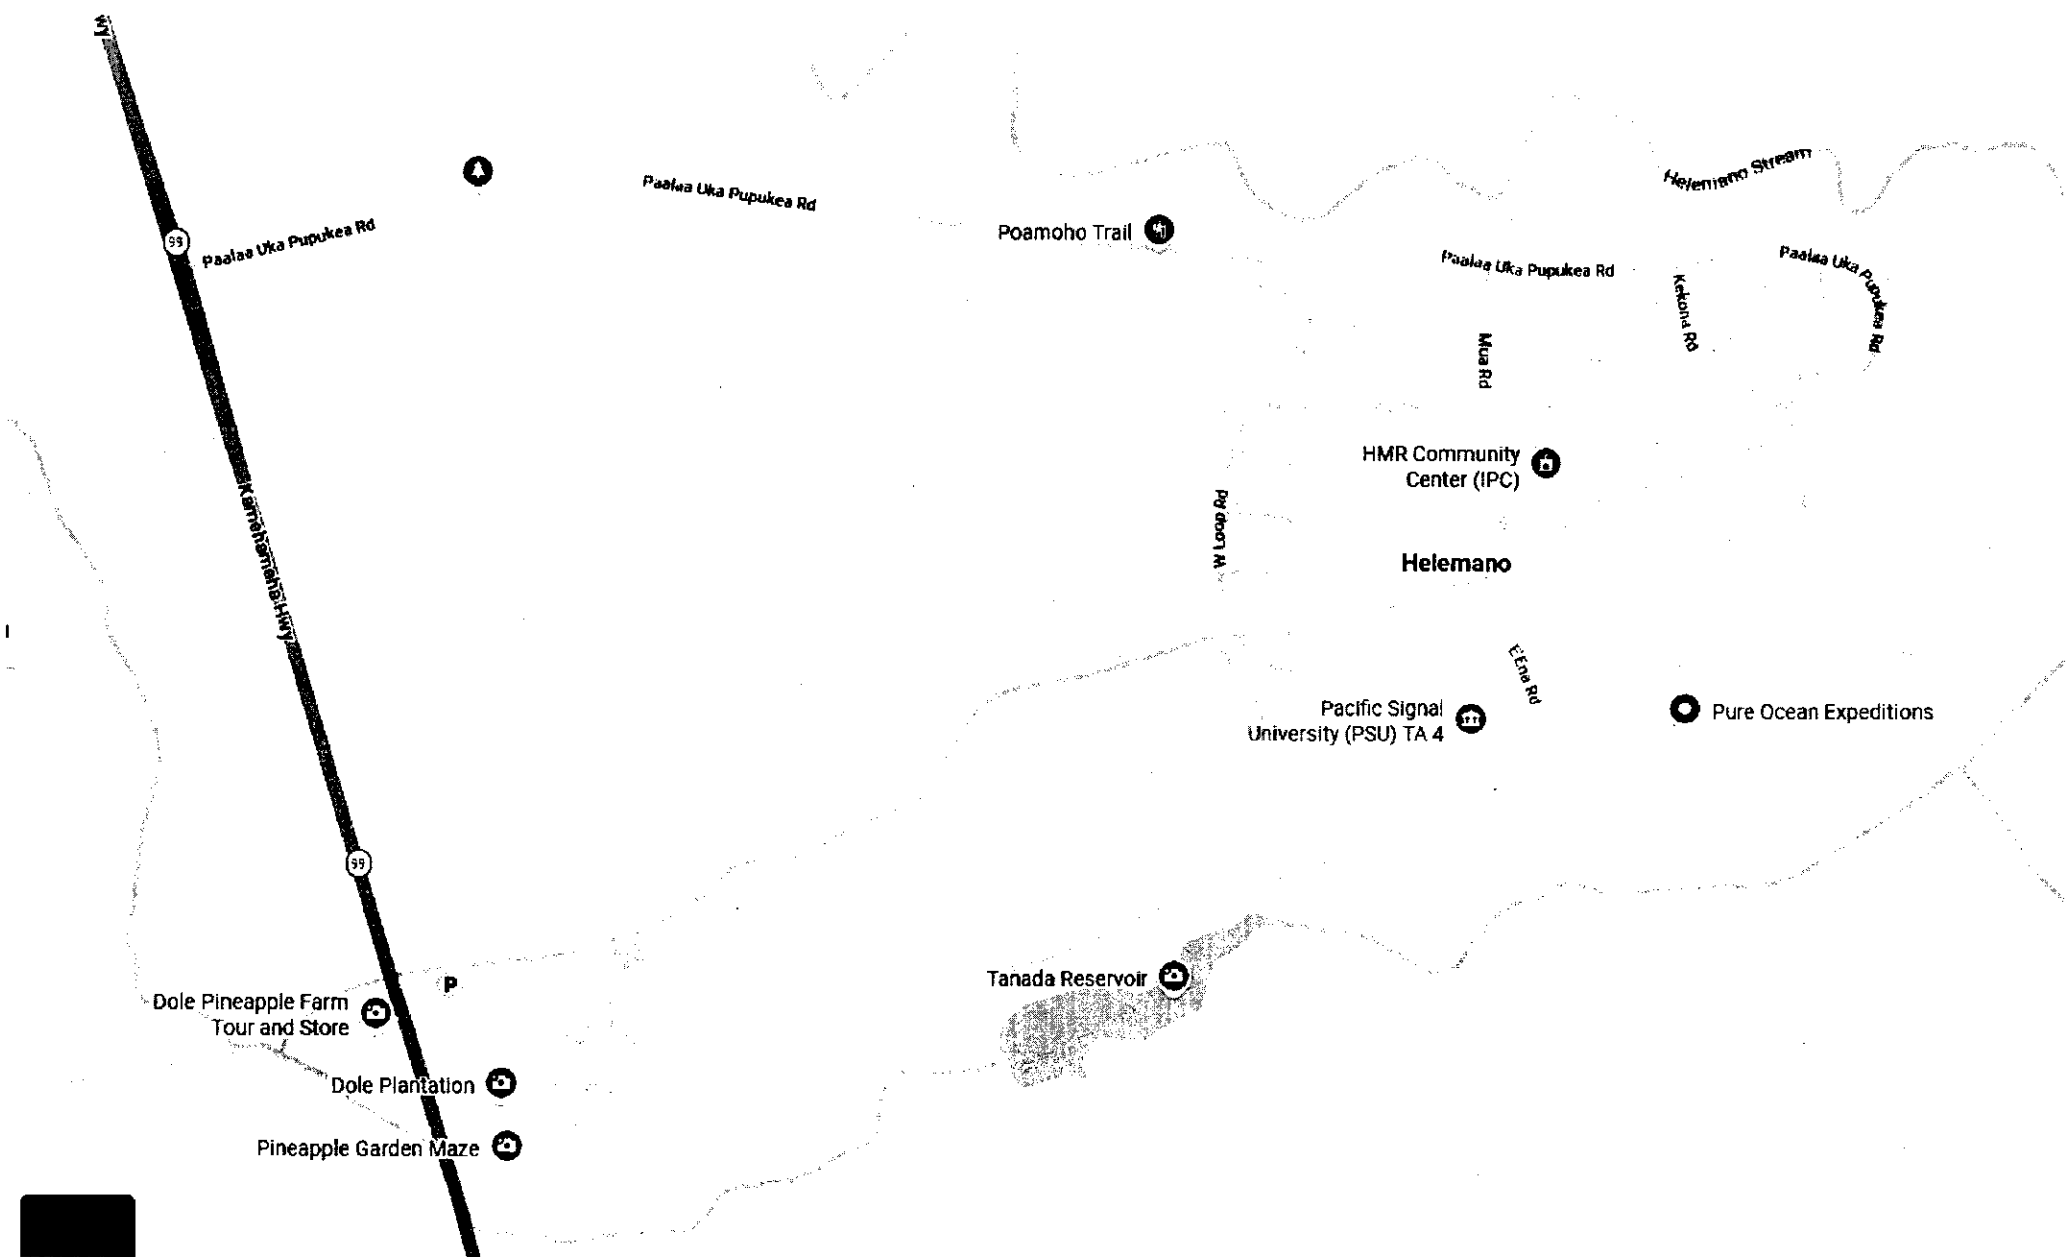 wy
Helemano Stream
Paalaa Uka Pupukea Rd
Poamoho Trail
99
Paalaa Uka Pupukea Rd
Paalaa Uka Pupukea Rd
Paalaa Uka Pupukea Rd
Kekona Rd
Mua Rd
HMR Community
Center (IPC)
Kamehameha Hwy
W Loop Rd
Helemano
E Ena Rd
Pacific Signal
University (PSU) TA 4
Pure Ocean Expeditions
99
P
Tanada Reservoir
Dole Pineapple Farm
Tour and Store
Dole Plantation
Pineapple Garden Maze